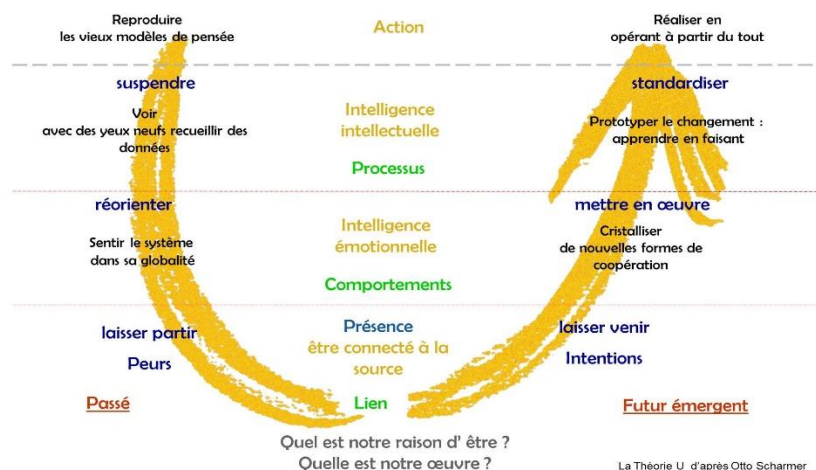 Reproduire
les vieux modèles de pensée
Action
Réaliser en
opérant à partir du tout
suspendre
standardiser
Voir
avec des yeux neufs recueillir des
données
Intelligence
intellectuelle
Prototyper le changement :
apprendre en faisant
Processus
réorienter
mettre en œuvre
Sentir le système
dans sa globalité
Intelligence
émotionnelle
Cristalliser
de nouvelles formes de
coopération
Comportements
laisser partir
Présence
laisser venir
être connecté à la
source
Peurs
Intentions
Passé
Lien
Futur émergent
Quel est notre raison d' être ?
Quelle est notre œuvre ?
La Théorie U d'après Otto Scharmer